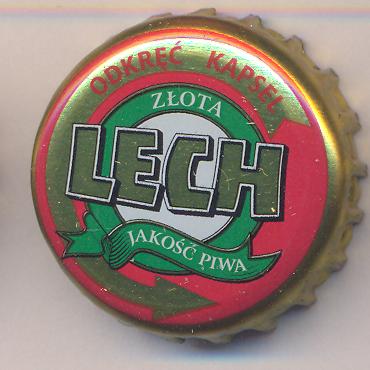 ODKRĘĆ KAPSEL
ZŁOTA
LECH
JAKOŚĆ PIWA